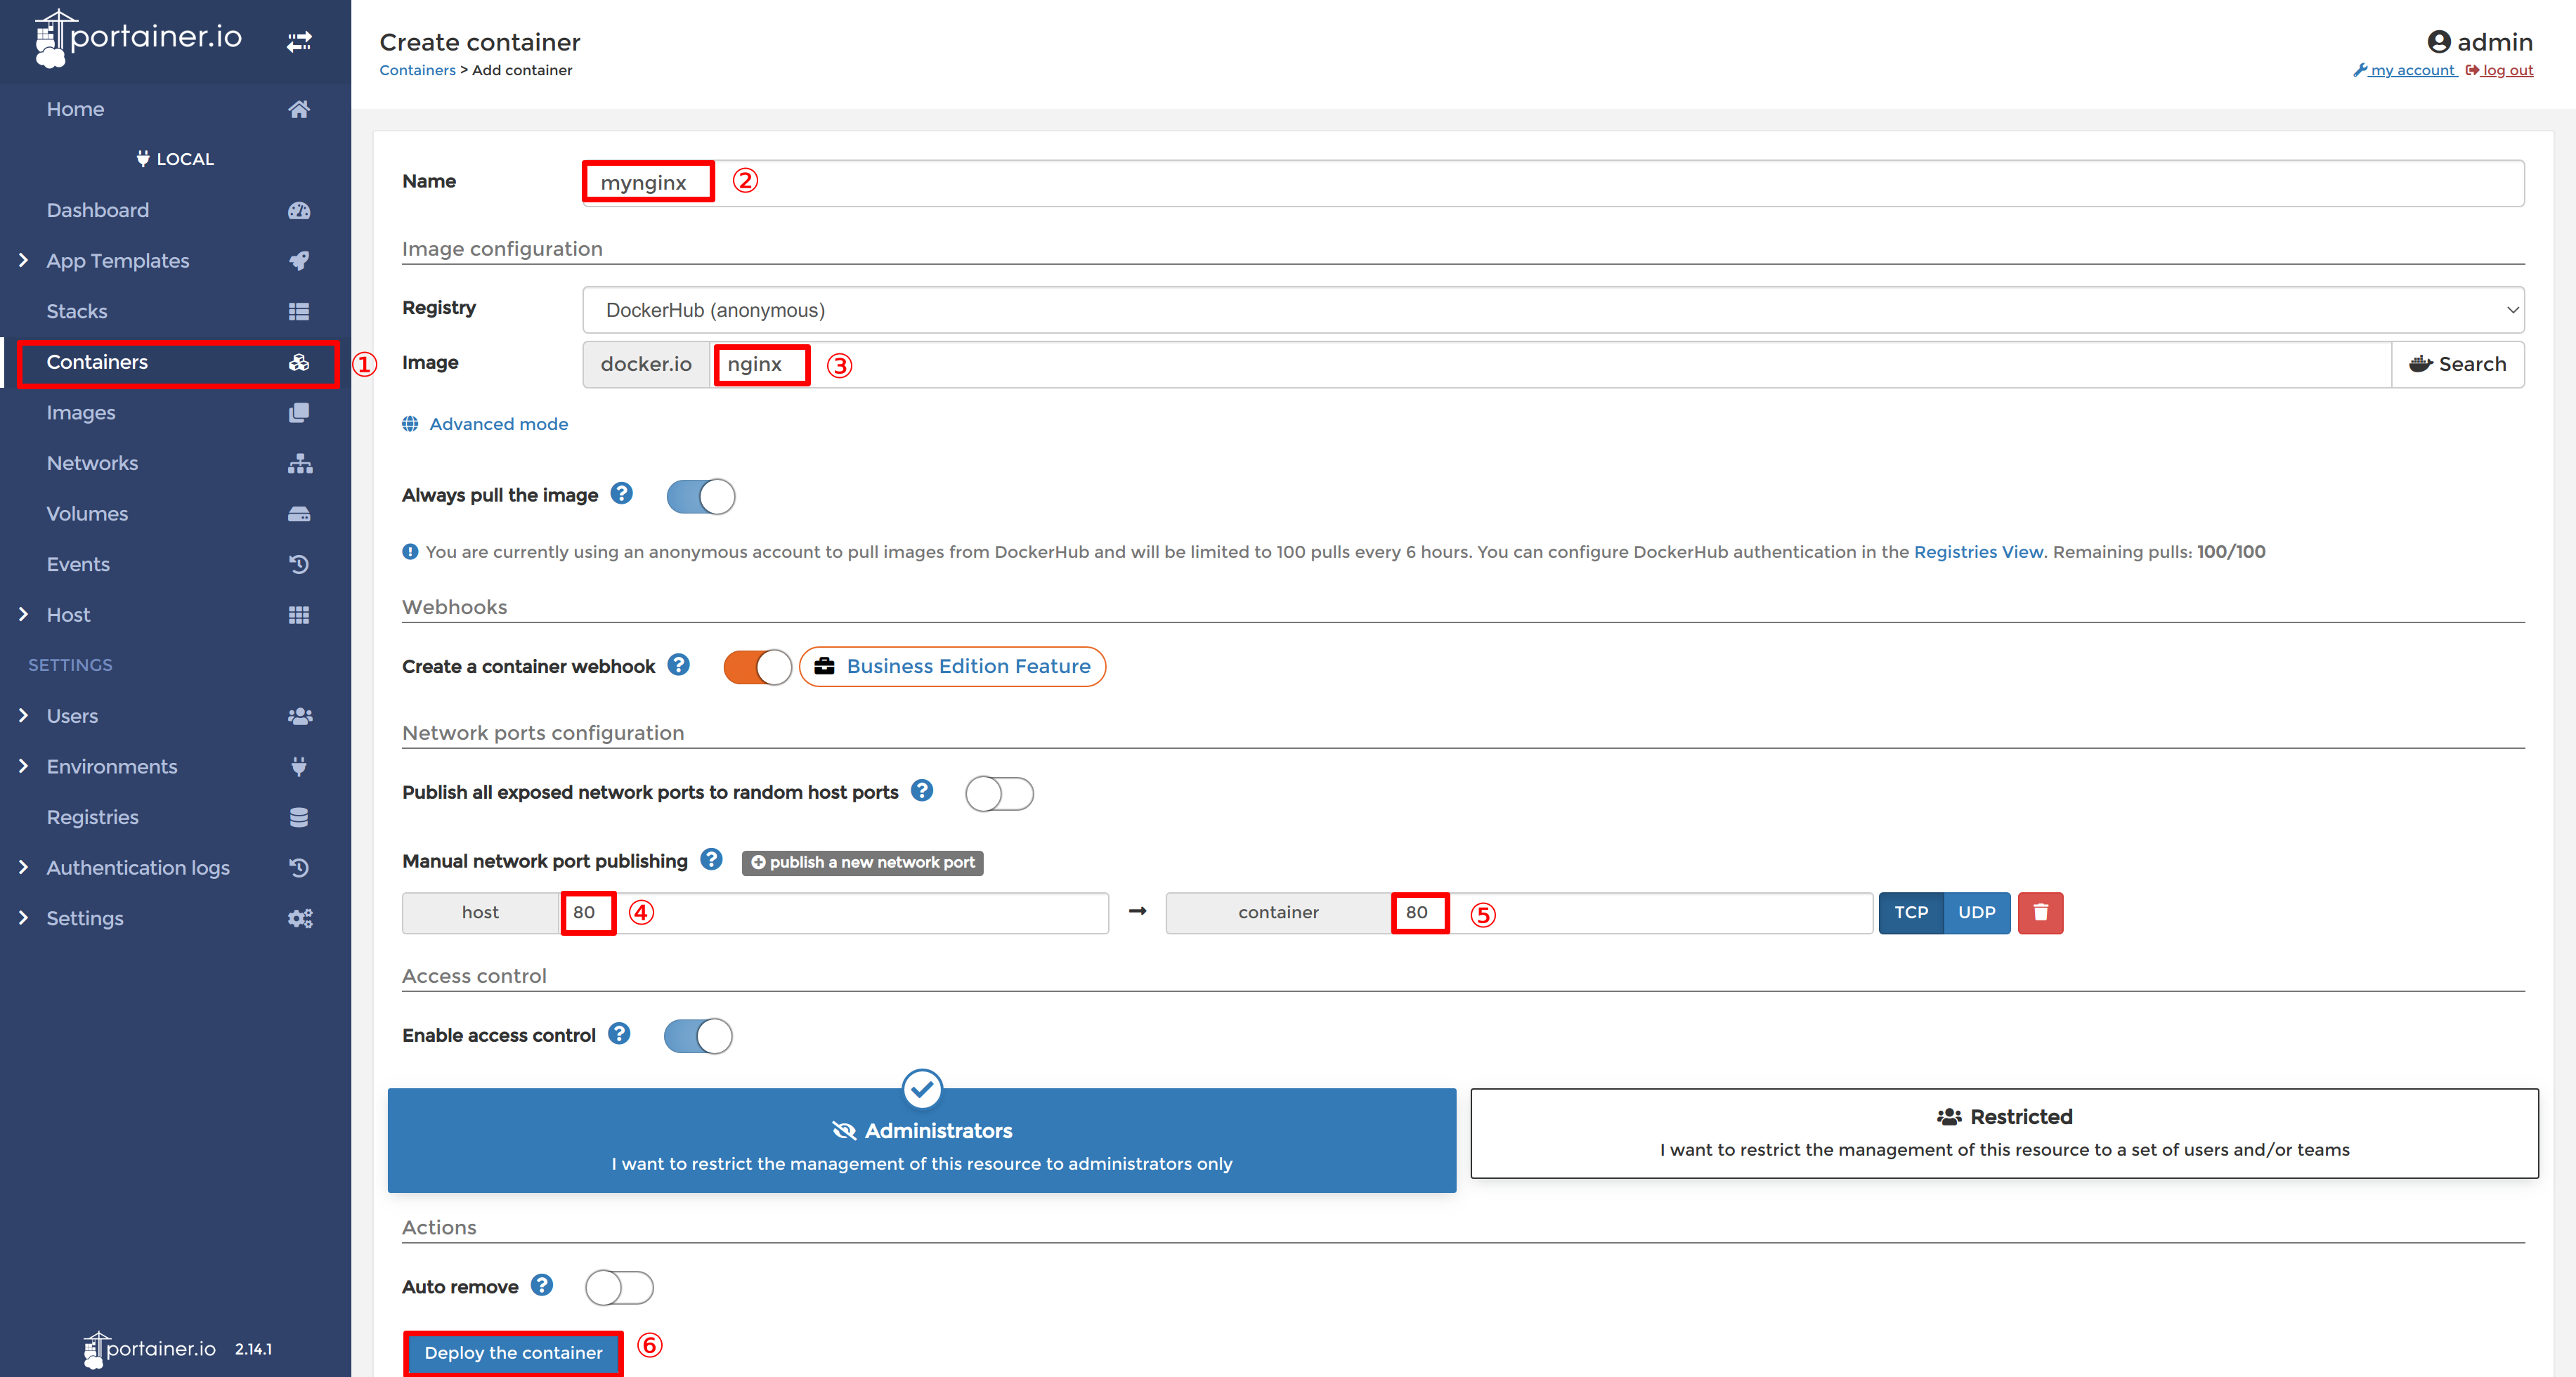 portainer.io
Home
LOCAL
Dashboard
App Templates
Stacks
Containers
①
Images
Networks
Volumes
Events
Host
SETTINGS
Users
Environments
Registries
Authentication logs
Settings
portainer.io 2.14.1
Create container
Containers > Add container
admin
my account log out
Name mynginx ②
Image configuration
Registry DockerHub (anonymous)
Image docker.io nginx ③ Search
Advanced mode
Always pull the image
You are currently using an anonymous account to pull images from DockerHub and will be limited to 100 pulls every 6 hours. You can configure DockerHub authentication in the Registries View. Remaining pulls: 100/100
Webhooks
Create a container webhook Business Edition Feature
Network ports configuration
Publish all exposed network ports to random host ports
Manual network port publishing publish a new network port
host 80 ④ → container 80 ⑤ TCP UDP
Access control
Enable access control
Administrators
I want to restrict the management of this resource to administrators only
Restricted
I want to restrict the management of this resource to a set of users and/or teams
Actions
Auto remove
Deploy the container ⑥